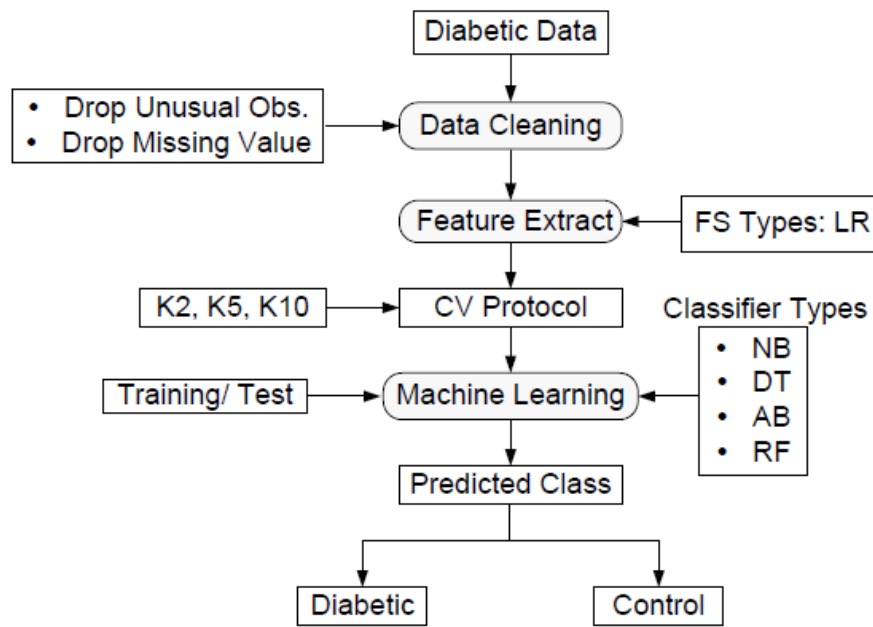 Diabetic Data
• Drop Unusual Obs.
• Drop Missing Value
Data Cleaning
Feature Extract
FS Types: LR
K2, K5, K10
CV Protocol
Classifier Types
• NB
• DT
• AB
• RF
Training/ Test
Machine Learning
Predicted Class
Diabetic
Control